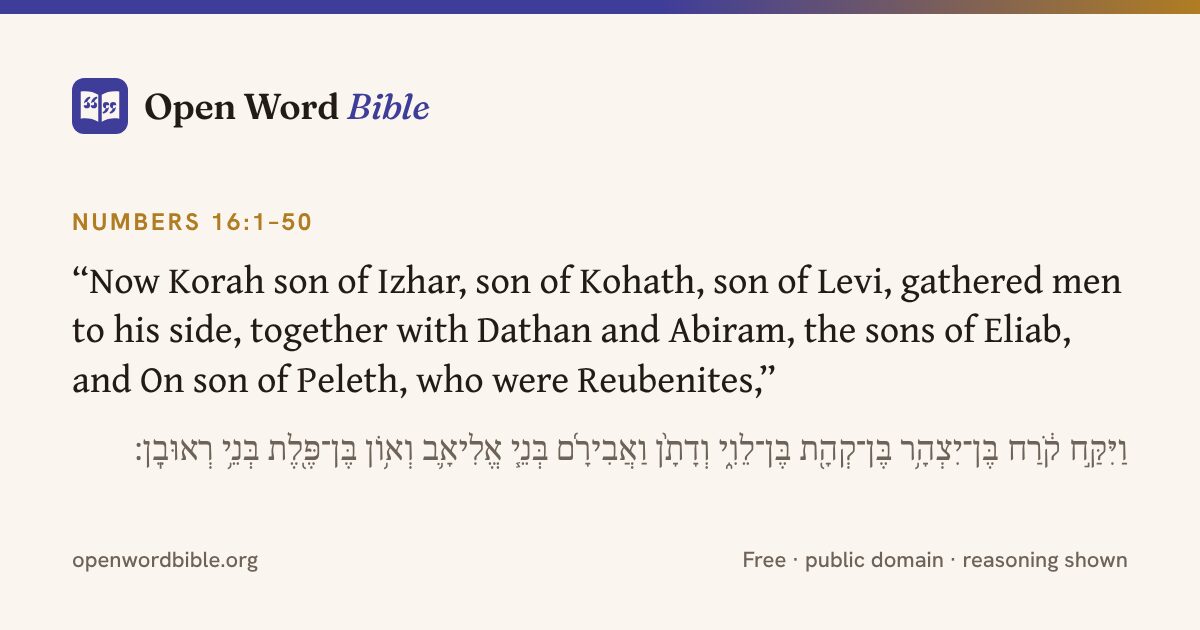 Open Word Bible
NUMBERS 16:1–50
“Now Korah son of Izhar, son of Kohath, son of Levi, gathered men
to his side, together with Dathan and Abiram, the sons of Eliab,
and On son of Peleth, who were Reubenites,”
וַיִּקַּ֣ח קֹ֔רַח בֶּן־יִצְהָ֥ר בֶּן־קְהָ֖ת בֶּן־לֵוִ֑י וְדָתָ֨ן וַאֲבִירָ֜ם בְּנֵ֧י אֱלִיאָ֛ב וְא֥וֹן בֶּן־פֶּ֖לֶת בְּנֵ֥י רְאוּבֵֽן׃
openwordbible.org
Free · public domain · reasoning shown